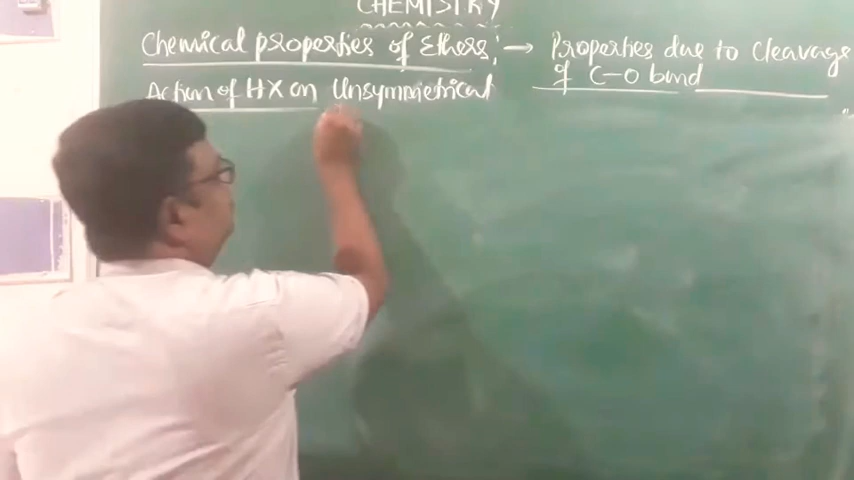 CHEMISTRY
Chemical properties of Ethers; → Properties due to cleavage
of C-O bond
Action of HX on Unsymmetrical